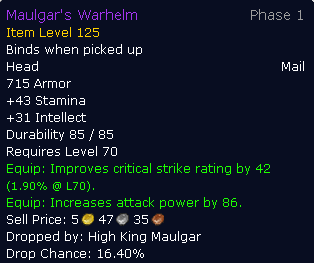 Maulgar's Warhelm Phase 1
Item Level 125
Binds when picked up
Head Mail
715 Armor
+43 Stamina
+31 Intellect
Durability 85 / 85
Requires Level 70
Equip: Improves critical strike rating by 42
(1.90% @ L70).
Equip: Increases attack power by 86.
Sell Price: 5 47 35
Dropped by: High King Maulgar
Drop Chance: 16.40%